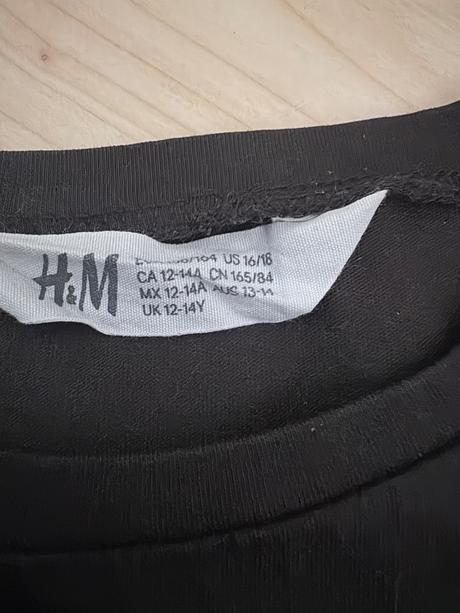 H&M
US 16/18
CA 12-14A CN 165/84
MX 12-14A AUS 13-14
UK 12-14Y